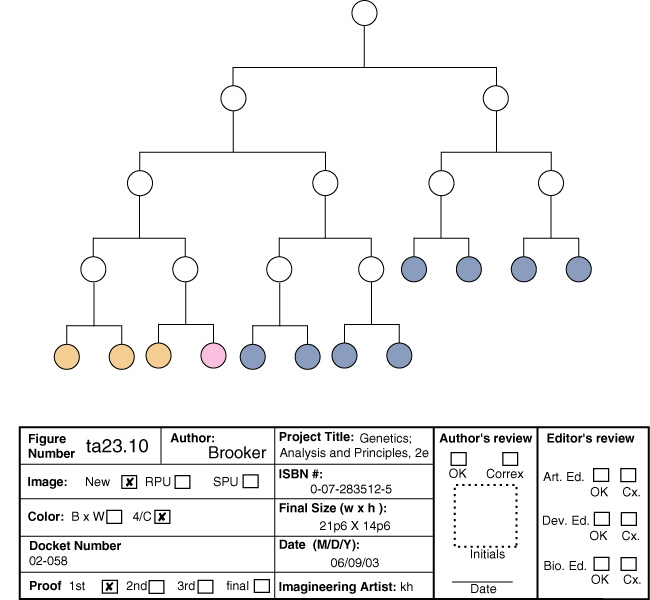 Figure Number ta23.10
Author: Brooker
Project Title: Genetics; Analysis and Principles, 2e
Author's review
Editor's review
Image: New ✘ RPU SPU
ISBN #:
0-07-283512-5
OK Correx
Art. Ed.
OK Cx.
Color: B x W 4/C ✘
Final Size (w x h ):
21p6 X 14p6
Initials
Dev. Ed.
OK Cx.
Docket Number
02-058
Date (M/D/Y):
06/09/03
Bio. Ed.
OK Cx.
Proof 1st ✘ 2nd 3rd final
Imagineering Artist: kh
Date